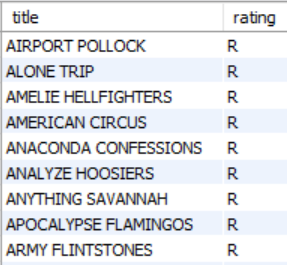 title rating
AIRPORT POLLOCK R
ALONE TRIP R
AMELIE HELLFIGHTERS R
AMERICAN CIRCUS R
ANACONDA CONFESSIONS R
ANALYZE HOOSIERS R
ANYTHING SAVANNAH R
APOCALYPSE FLAMINGOS R
ARMY FLINTSTONES R